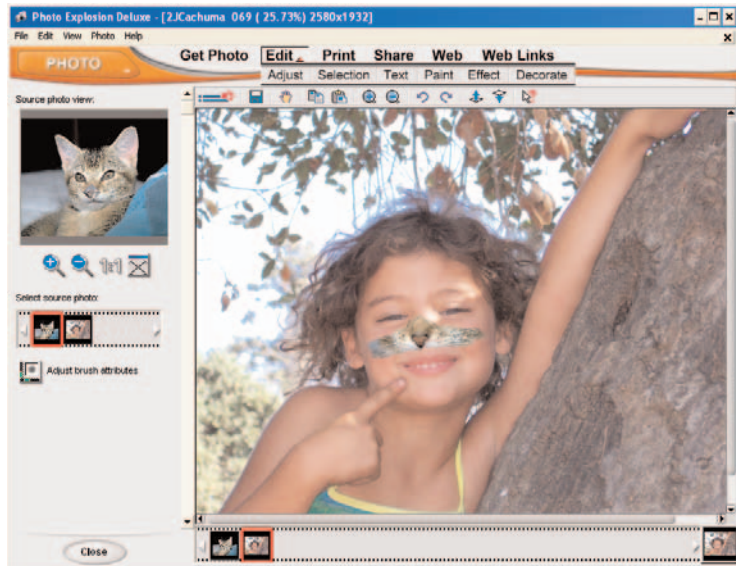 Photo Explosion Deluxe - [2JCachuma 069 ( 25.73%) 2580x1932]
File Edit View Photo Help
PHOTO
Get Photo Edit Print Share Web Web Links
Adjust Selection Text Paint Effect Decorate
Source photo view:
1:1
Select source photo:
Adjust brush attributes
Close